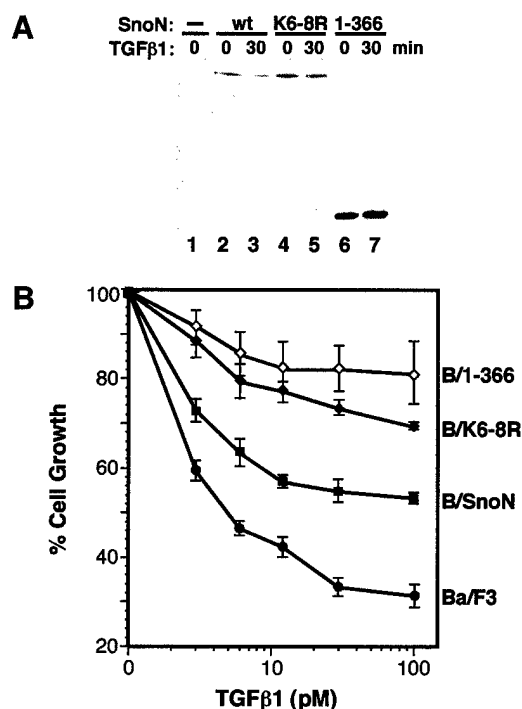 A
SnoN: — wt K6-8R 1-366
TGFβ1: 0 0 30 0 30 0 30 min
1 2 3 4 5 6 7
B
100
80
60
40
20
% Cell Growth
B/1-366
B/K6-8R
B/SnoN
Ba/F3
0 10 100
TGFβ1 (pM)